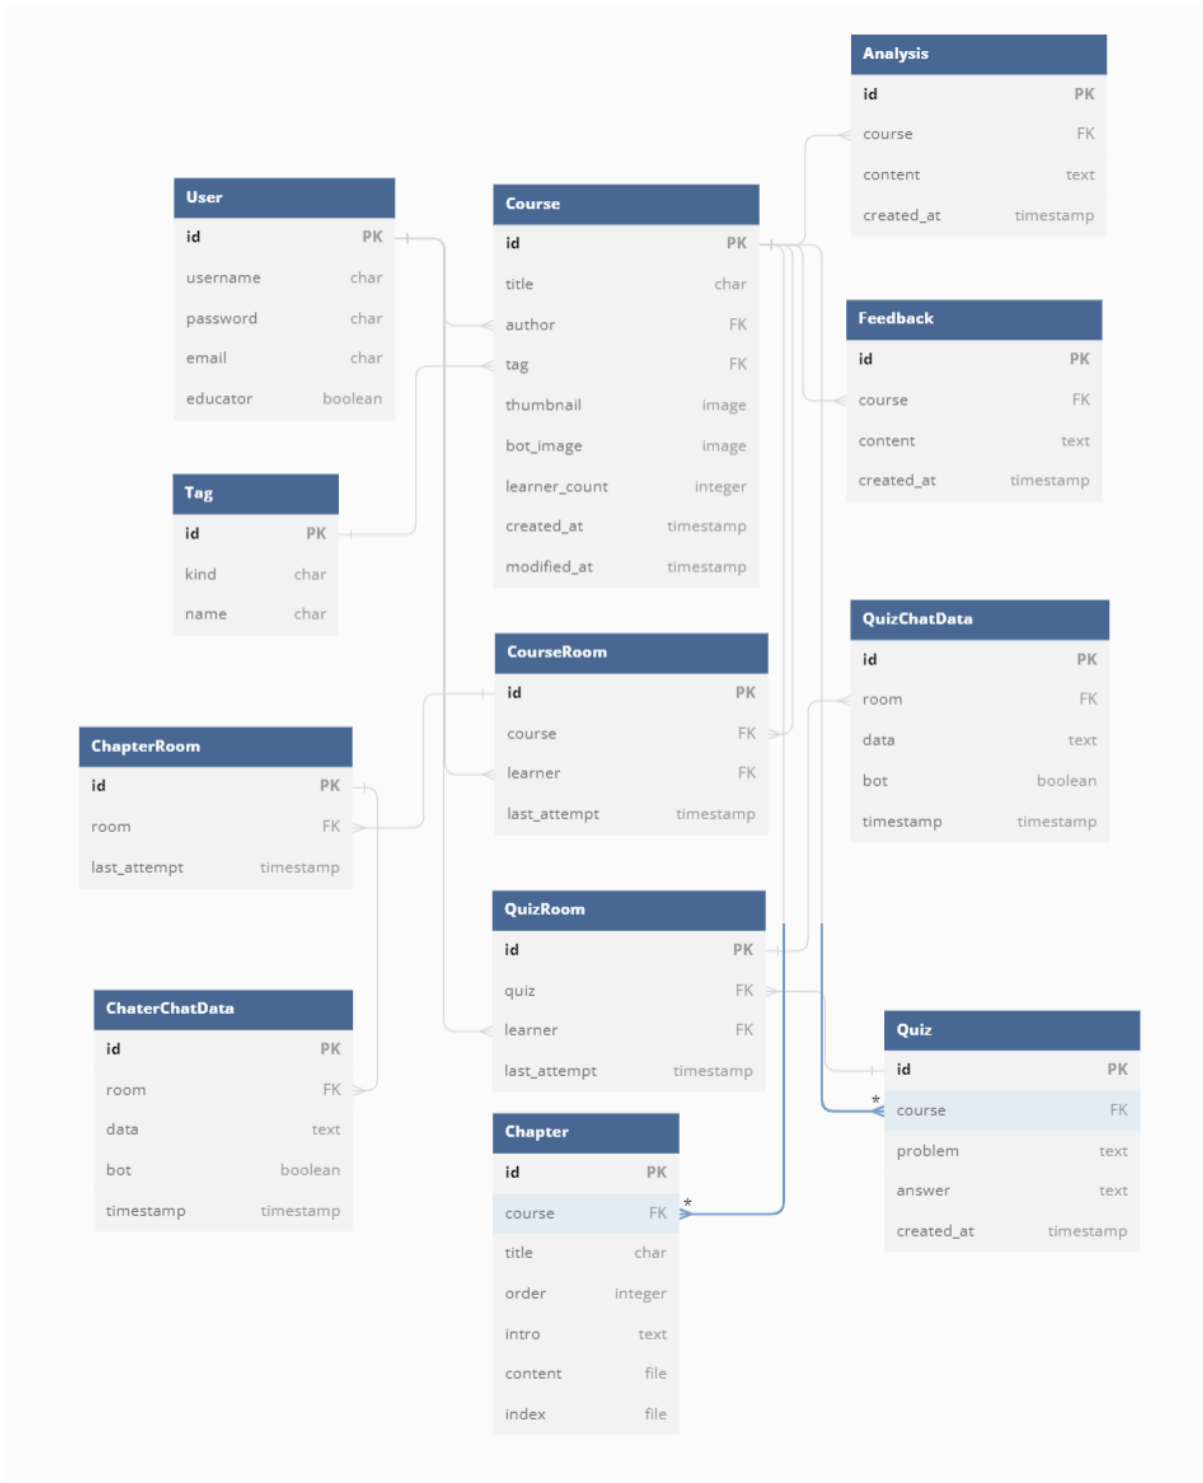 Analysis
id PK
course FK
content text
created_at timestamp
User
id PK
username char
password char
email char
educator boolean
Course
id PK
title char
author FK
tag FK
thumbnail image
bot_image image
learner_count integer
created_at timestamp
modified_at timestamp
Feedback
id PK
course FK
content text
created_at timestamp
Tag
id PK
kind char
name char
QuizChatData
id PK
room FK
data text
bot boolean
timestamp timestamp
CourseRoom
id PK
course FK
learner FK
last_attempt timestamp
ChapterRoom
id PK
room FK
last_attempt timestamp
QuizRoom
id PK
quiz FK
learner FK
last_attempt timestamp
ChaterChatData
id PK
room FK
data text
bot boolean
timestamp timestamp
Quiz
id PK
* course FK
problem text
answer text
created_at timestamp
Chapter
id PK
course FK *
title char
order integer
intro text
content file
index file